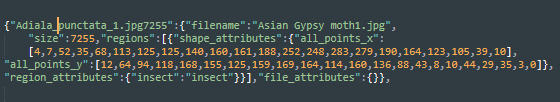 {"Adiala_punctata_1.jpg7255":{"filename":"Asian Gypsy moth1.jpg",
"size":7255,"regions":[{"shape_attributes":{"all_points_x":
[4,7,52,35,68,113,125,125,140,160,161,188,252,248,283,279,190,164,123,105,39,10],
"all_points_y":[12,64,94,118,168,155,125,159,169,164,114,160,136,88,43,8,10,44,29,35,3,0]},
"region_attributes":{"insect":"insect"}}],"file_attributes":{}},